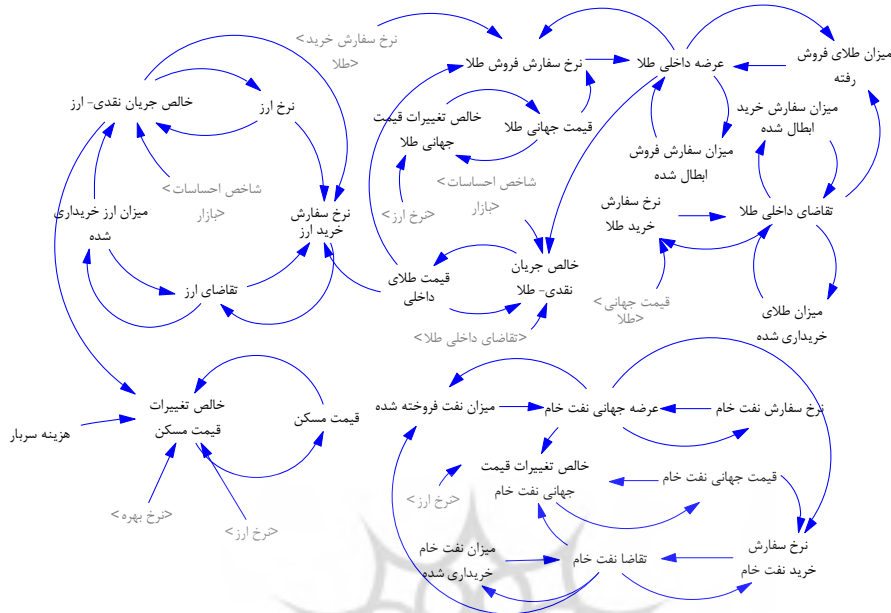 <نرخ سفارش خرید
طلا>
میزان طلای فروش
رفته
عرضه داخلی طلا
نرخ سفارش فروش طلا
خالص جریان نقدی- ارز
نرخ ارز
میزان سفارش خرید
ابطال شده
خالص تغییرات قیمت
جهانی طلا
قیمت جهانی طلا
میزان سفارش فروش
ابطال شده
<شاخص احساسات
بازار>
<شاخص احساسات
بازار>
<نرخ ارز>
نرخ سفارش
خرید طلا
تقاضای داخلی طلا
میزان ارز خریداری
شده
نرخ سفارش
خرید ارز
خالص جریان
نقدی- طلا
قیمت طلای
داخلی
تقاضای ارز
<قیمت جهانی
طلا>
میزان طلای
خریداری شده
<تقاضای داخلی طلا>
خالص تغییرات
قیمت مسکن
قیمت مسکن
هزینه سربار
<نرخ بهره>
<نرخ ارز>
میزان نفت فروخته شده
عرضه جهانی نفت خام
نرخ سفارش نفت خام
خالص تغییرات قیمت
جهانی نفت خام
قیمت جهانی نفت خام
<نرخ ارز>
میزان نفت خام
خریداری شده
تقاضا نفت خام
نرخ سفارش
خرید نفت خام